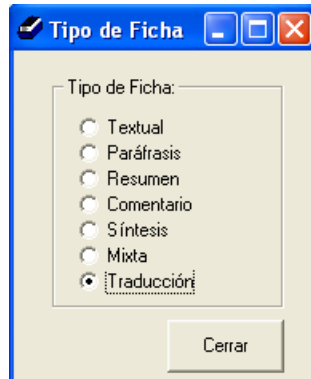 Tipo de Ficha
Tipo de Ficha:
Textual
Paráfrasis
Resumen
Comentario
Síntesis
Mixta
Traducción
Cerrar